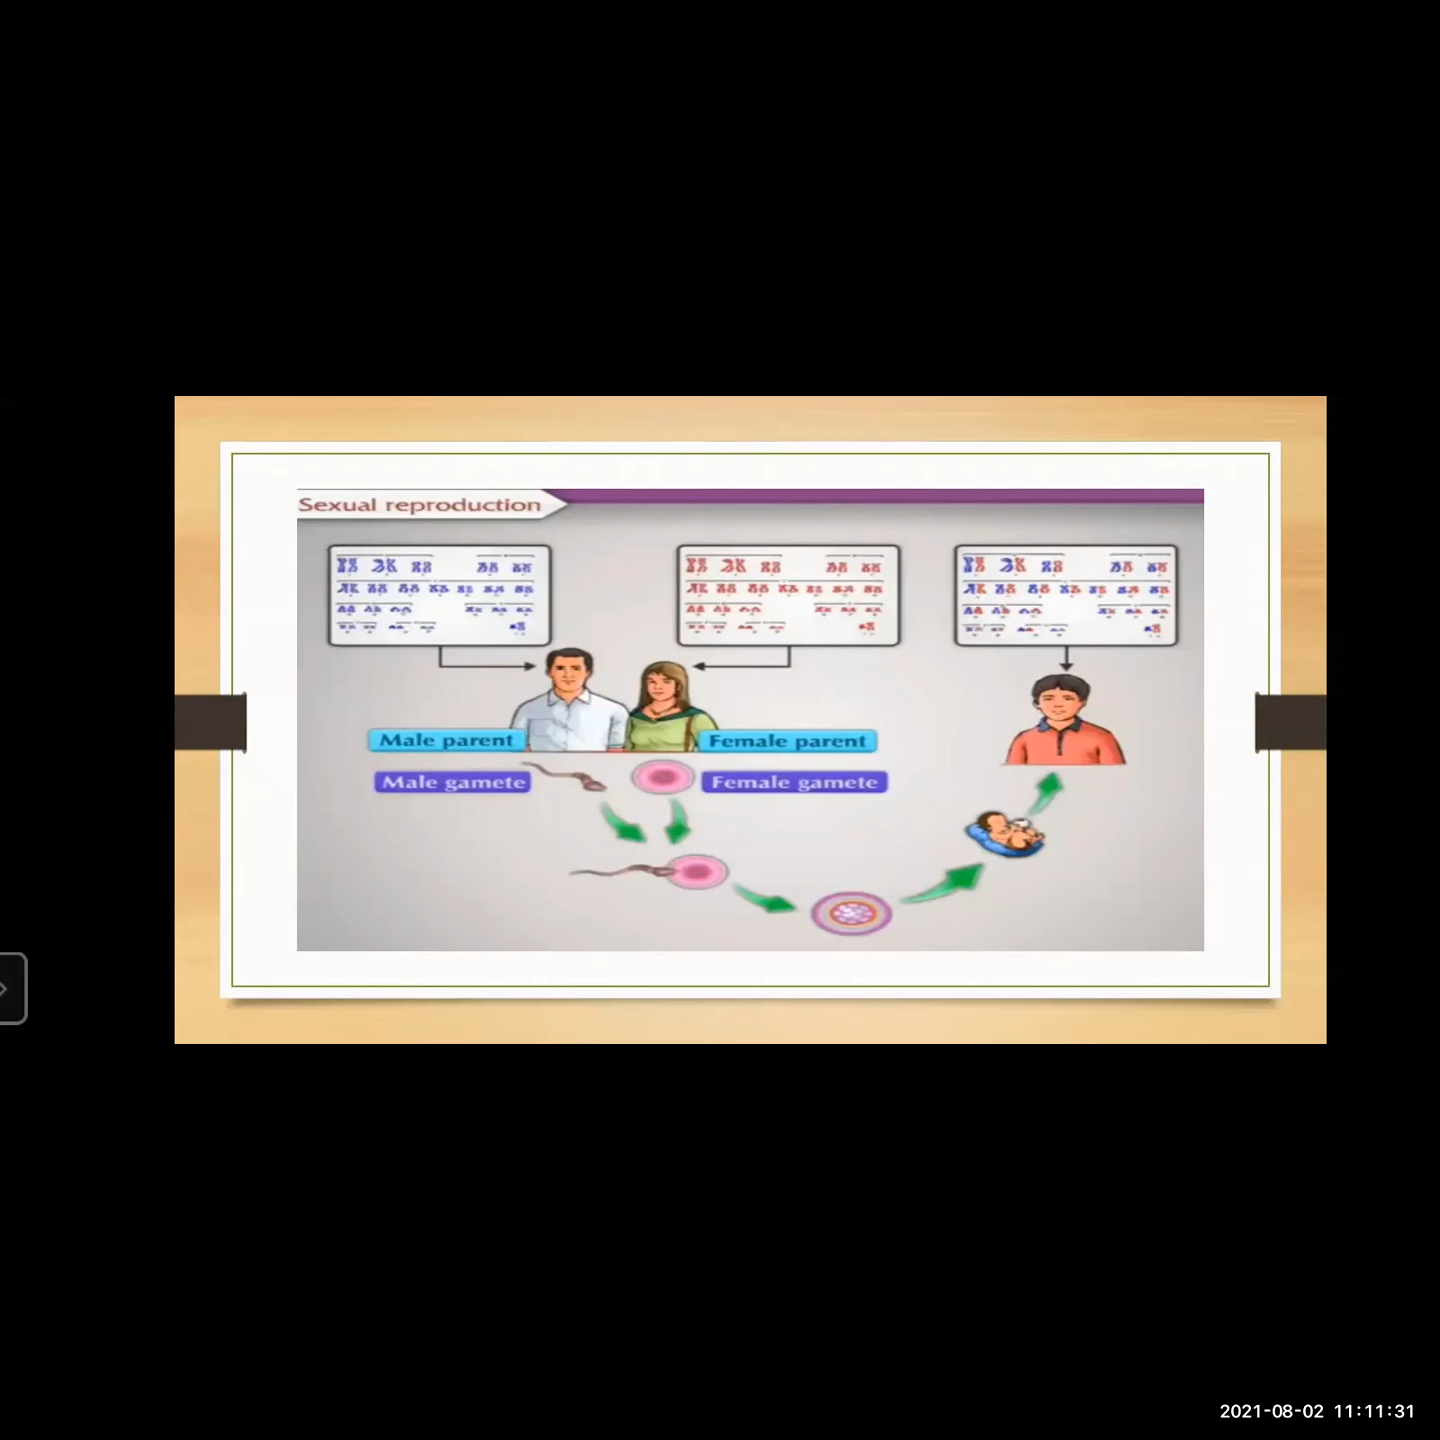 Sexual reproduction
Male parent
Female parent
Male gamete
Female gamete
2021-08-02 11:11:31